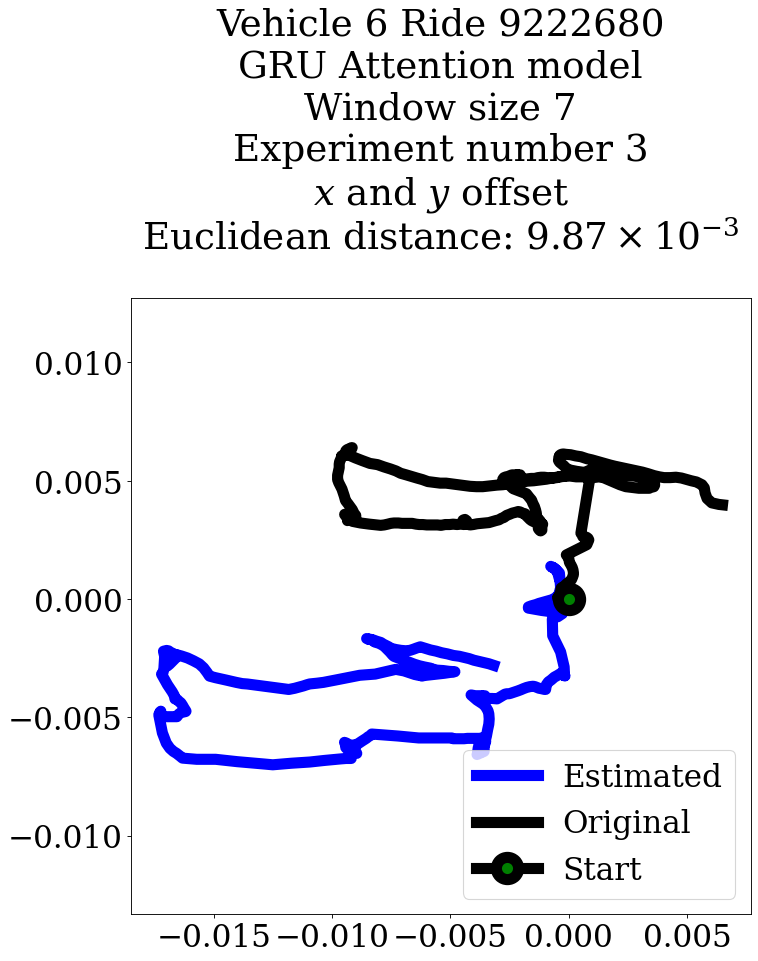 Vehicle 6 Ride 9222680
GRU Attention model
Window size 7
Experiment number 3
x and y offset
Euclidean distance: 9.87 × 10⁻³
0.010
0.005
0.000
−0.005
−0.010
−0.015 −0.010 −0.005 0.000 0.005
Estimated
Original
Start